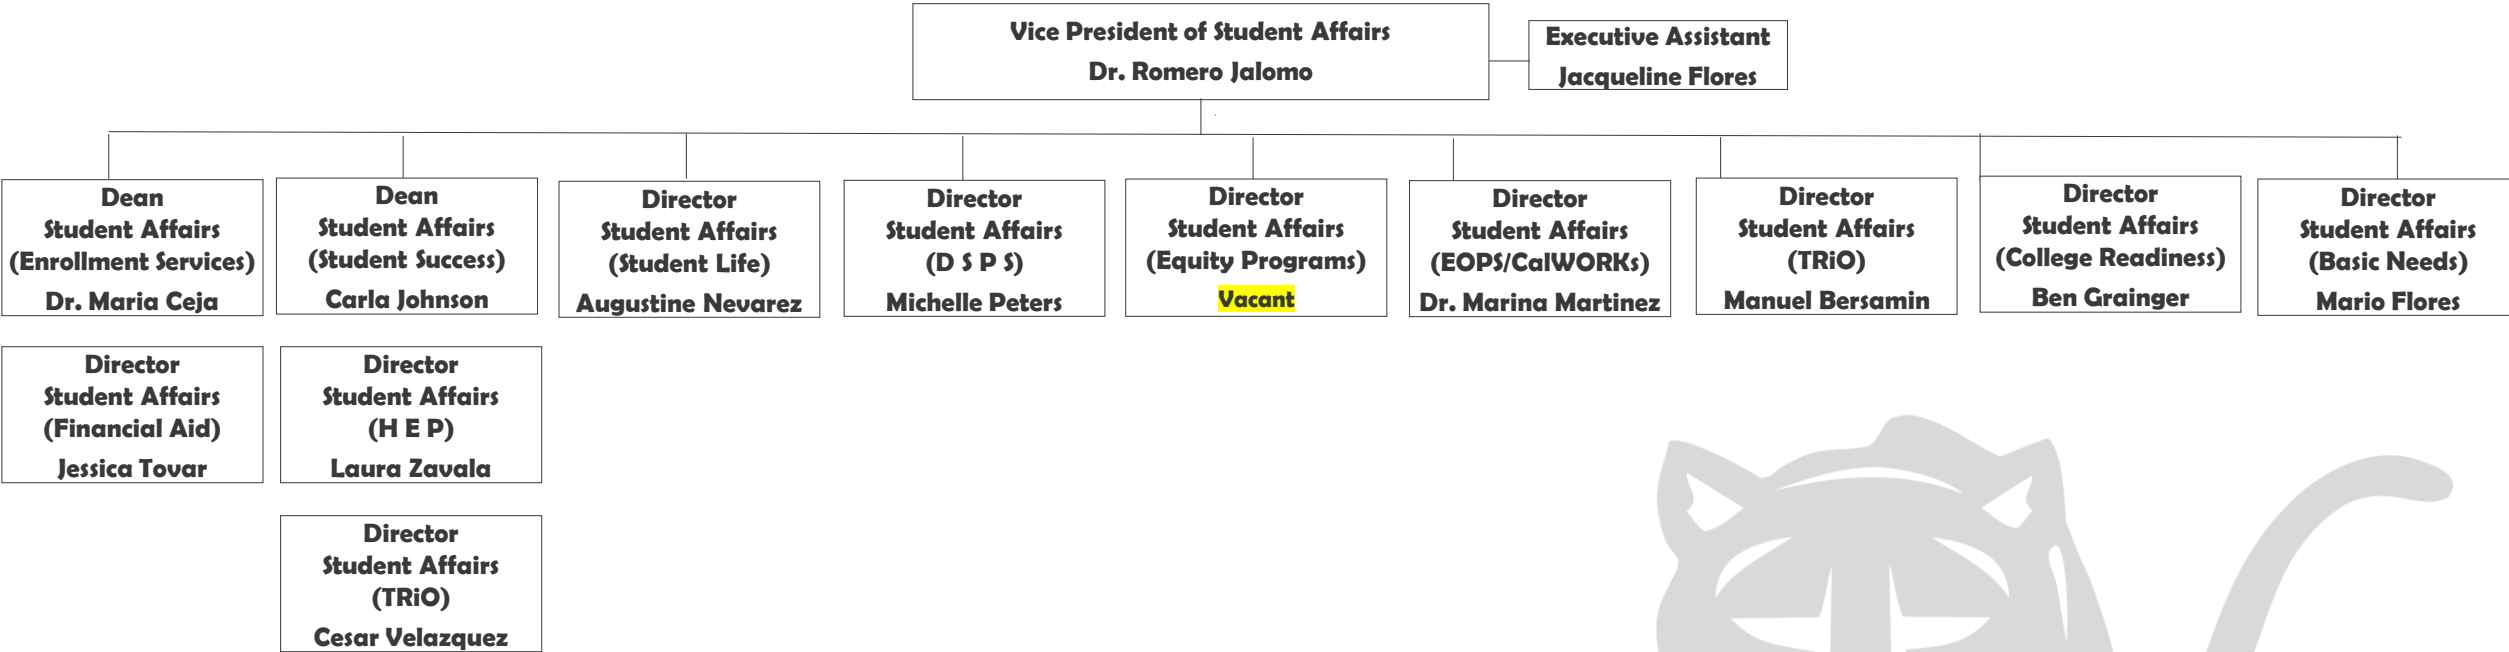 Vice President of Student Affairs
Dr. Romero Jalomo
Executive Assistant
Jacqueline Flores
Dean
Student Affairs
(Enrollment Services)
Dr. Maria Ceja
Dean
Student Affairs
(Student Success)
Carla Johnson
Director
Student Affairs
(Student Life)
Augustine Nevarez
Director
Student Affairs
(D S P S)
Michelle Peters
Director
Student Affairs
(Equity Programs)
Vacant
Director
Student Affairs
(EOPS/CalWORKs)
Dr. Marina Martinez
Director
Student Affairs
(TRiO)
Manuel Bersamin
Director
Student Affairs
(College Readiness)
Ben Grainger
Director
Student Affairs
(Basic Needs)
Mario Flores
Director
Student Affairs
(Financial Aid)
Jessica Tovar
Director
Student Affairs
(H E P)
Laura Zavala
Director
Student Affairs
(TRiO)
Cesar Velazquez